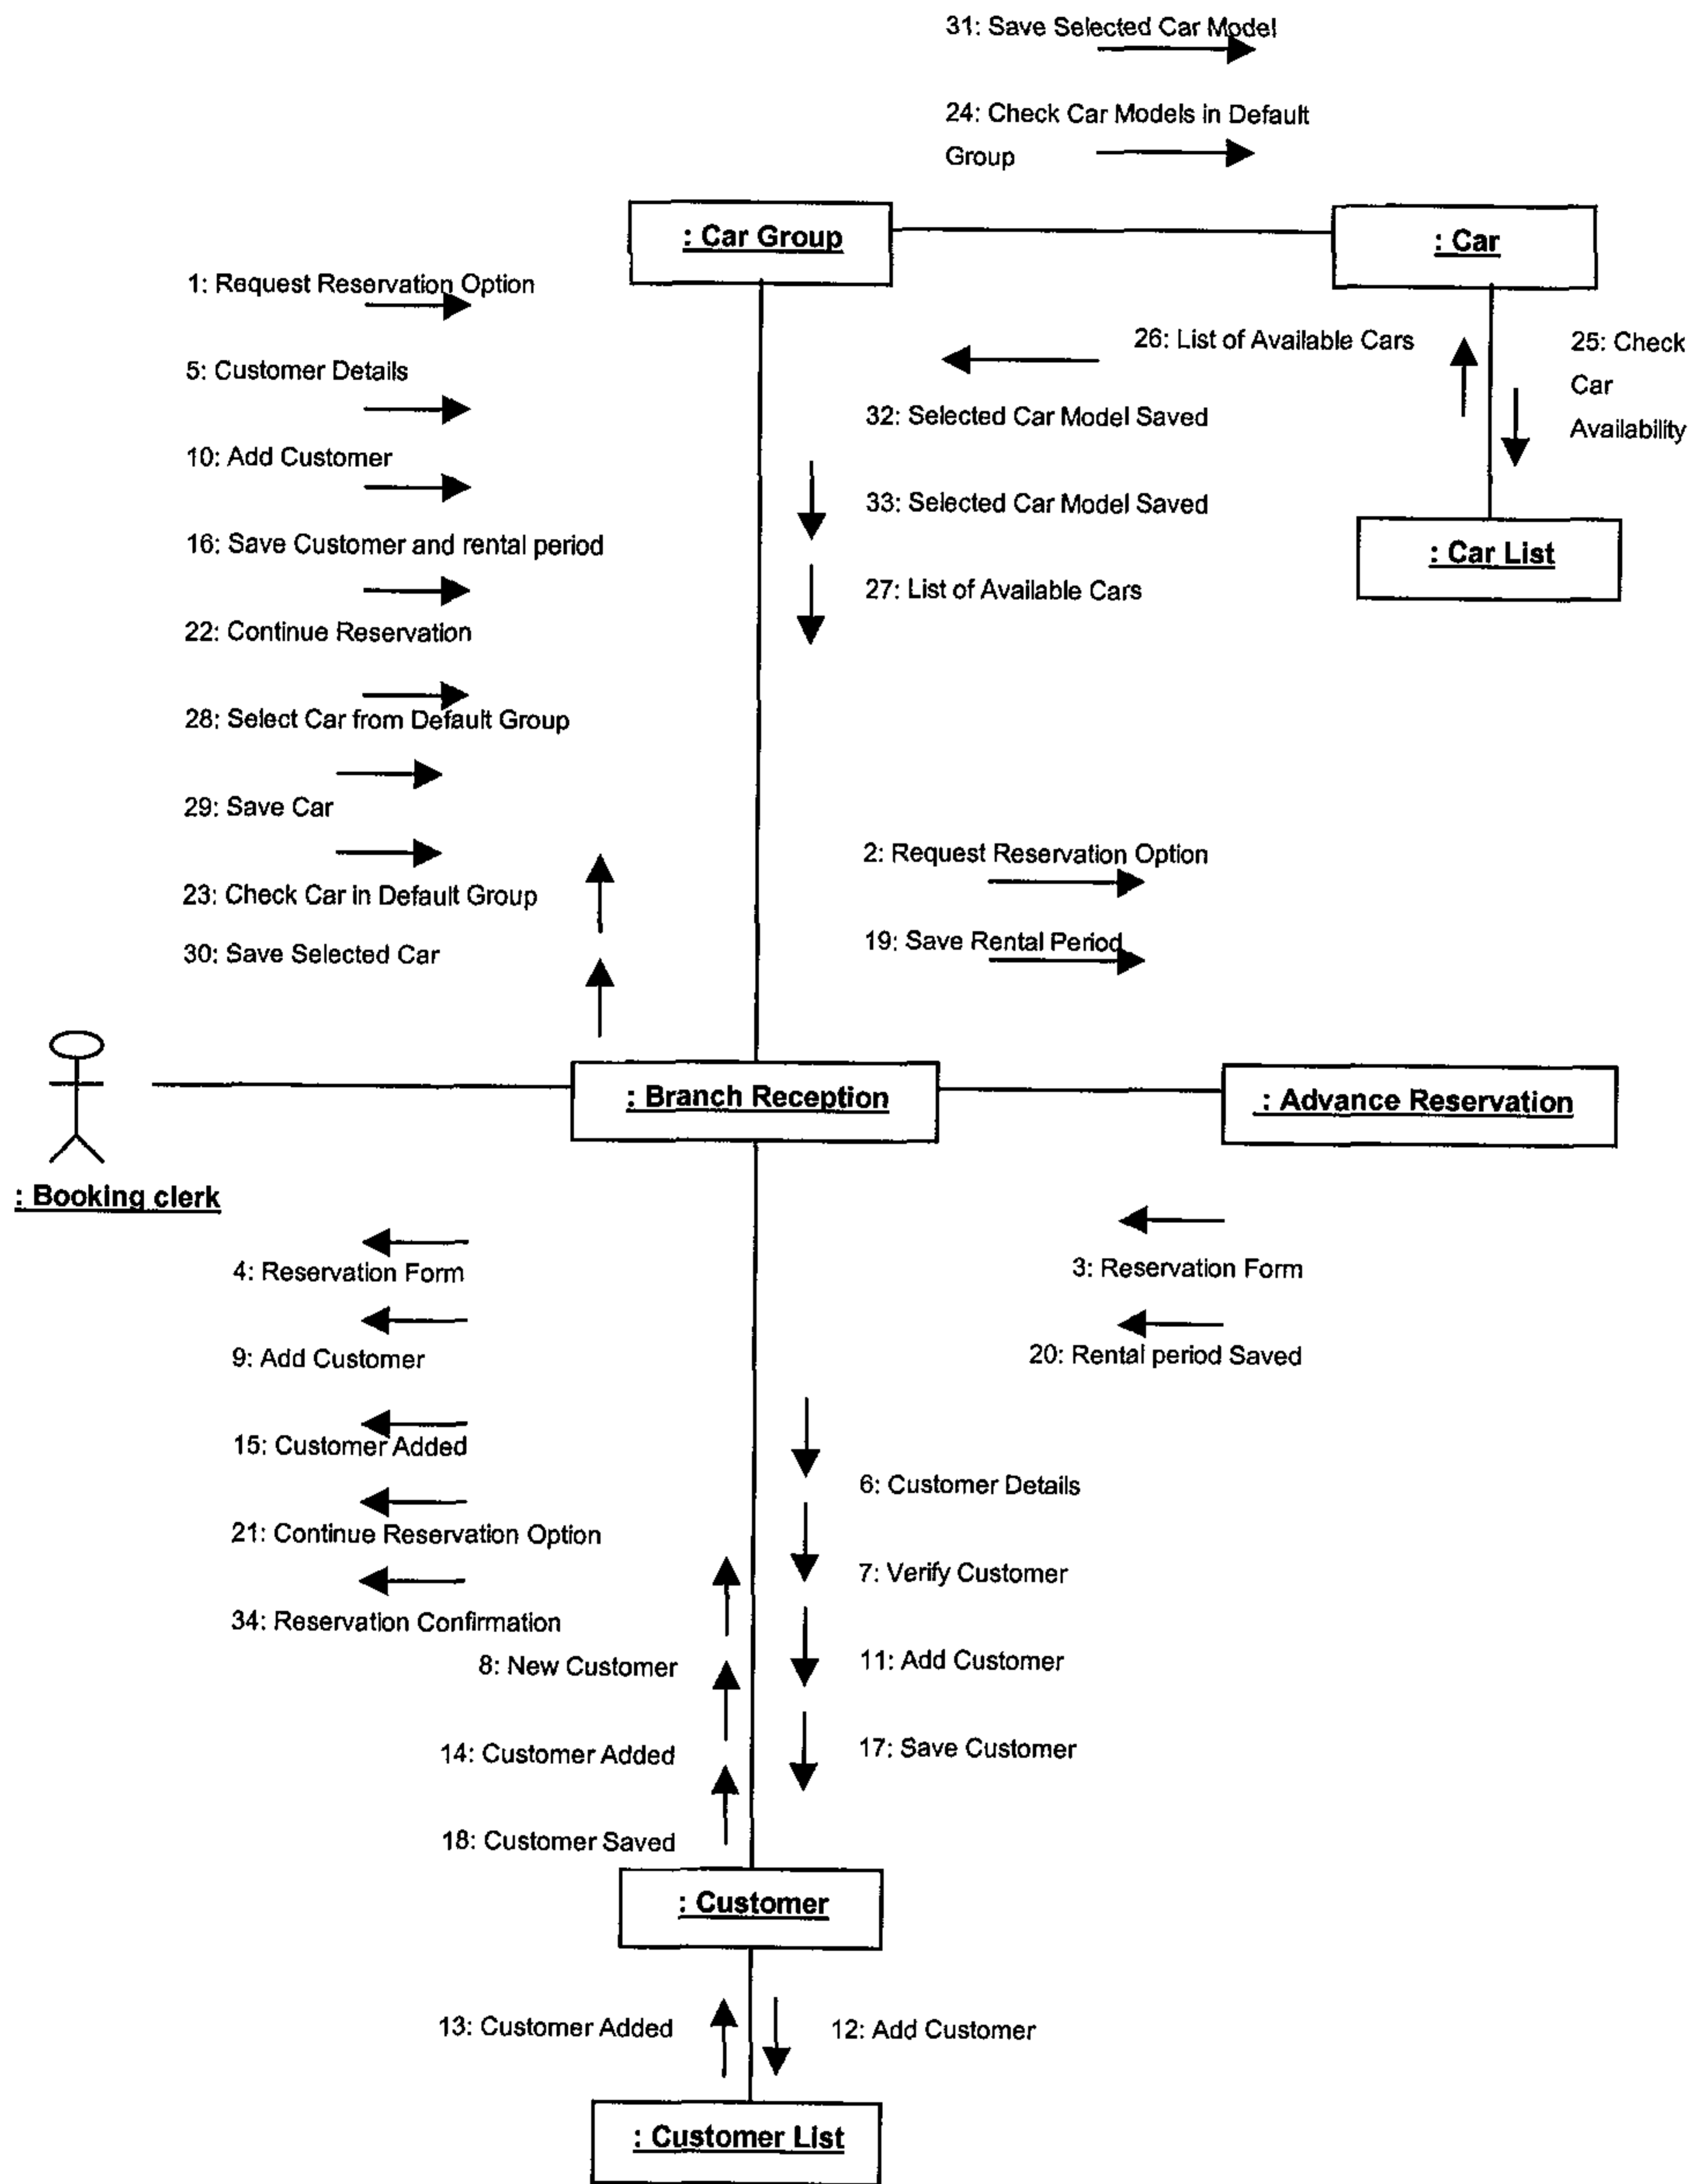 31: Save Selected Car Model
24: Check Car Models in Default
Group
: Car Group
: Car
1: Request Reservation Option
5: Customer Details
10: Add Customer
16: Save Customer and rental period
22: Continue Reservation
28: Select Car from Default Group
29: Save Car
23: Check Car in Default Group
30: Save Selected Car
26: List of Available Cars
32: Selected Car Model Saved
33: Selected Car Model Saved
27: List of Available Cars
25: Check
Car
Availability
: Car List
2: Request Reservation Option
19: Save Rental Period
: Booking clerk
: Branch Reception
: Advance Reservation
4: Reservation Form
9: Add Customer
15: Customer Added
21: Continue Reservation Option
34: Reservation Confirmation
3: Reservation Form
20: Rental period Saved
6: Customer Details
7: Verify Customer
11: Add Customer
17: Save Customer
8: New Customer
14: Customer Added
18: Customer Saved
: Customer
13: Customer Added
12: Add Customer
: Customer List